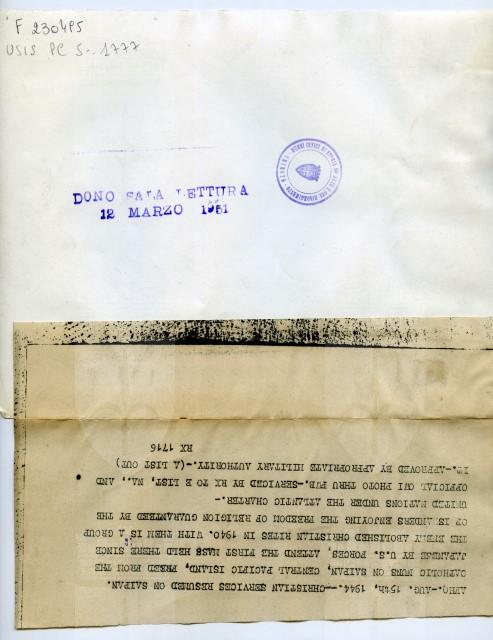 F 230495
USIS PC S-. 1777
DONO SALA LETTURA
12 MARZO 1951
AFHQ.-AUG. 15th, 1944.---CHRISTIAN SERVICES RESUMED ON SAIPAN.
CATHOLIC NUNS ON SAIPAN, CENTRAL PACIFIC ISLAND, FREED FROM THE
JAPANESE BY U.S. FORCES, ATTEND THE FIRST MASS HELD THERE SINCE
THE ENEMY ABOLISHED CHRISTIAN RITES IN 1940. WITH THEM IS A GROUP
OF ISLANDERS ENJOYING THE FREEDOM OF RELIGION GURANTEED BY THE
UNITED NATIONS UNDER THE ATLANTIC CHARTER.-
OFFICIAL OWI PHOTO THRU PWB.-SERVICED BY RX TO E LIST, NA., AND
IT.-APPROVED BY APPROPRIATE MILITARY AUTHORITY.-(A LIST OUT)
RX 1716